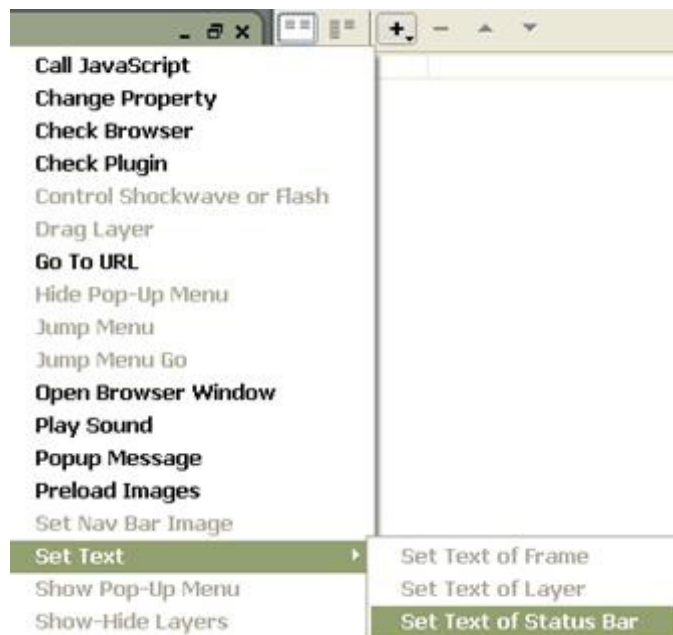 Call JavaScript
Change Property
Check Browser
Check Plugin
Control Shockwave or Flash
Drag Layer
Go To URL
Hide Pop-Up Menu
Jump Menu
Jump Menu Go
Open Browser Window
Play Sound
Popup Message
Preload Images
Set Nav Bar Image
Set Text
Set Text of Frame
Show Pop-Up Menu
Set Text of Layer
Show-Hide Layers
Set Text of Status Bar